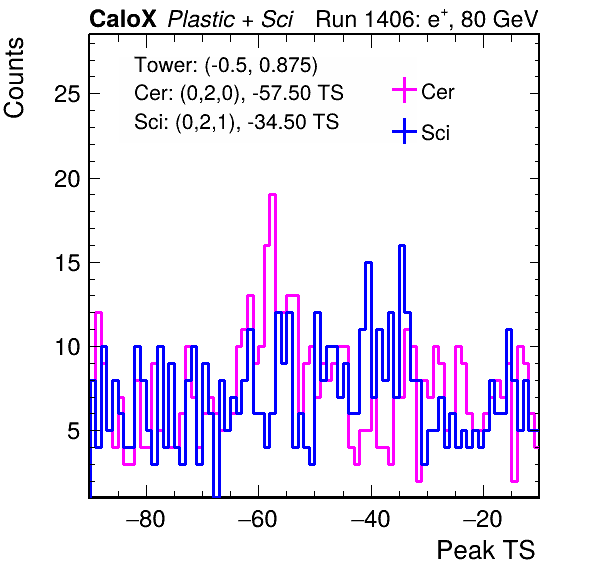 CaloX Plastic + Sci Run 1406: e+, 80 GeV
Counts
Tower: (-0.5, 0.875)
Cer: (0,2,0), -57.50 TS
Sci: (0,2,1), -34.50 TS
Cer
Sci
25
20
15
10
5
−80 −60 −40 −20
Peak TS